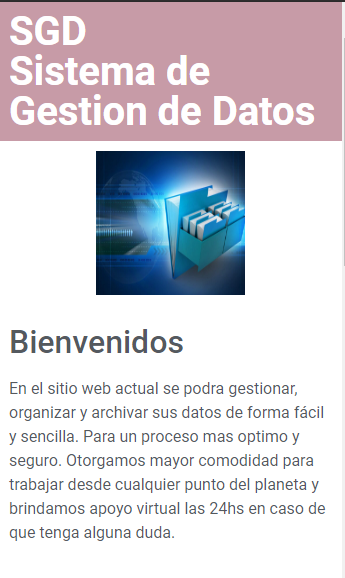 SGD
Sistema de
Gestion de Datos
Bienvenidos
En el sitio web actual se podra gestionar,
organizar y archivar sus datos de forma fácil
y sencilla. Para un proceso mas optimo y
seguro. Otorgamos mayor comodidad para
trabajar desde cualquier punto del planeta y
brindamos apoyo virtual las 24hs en caso de
que tenga alguna duda.